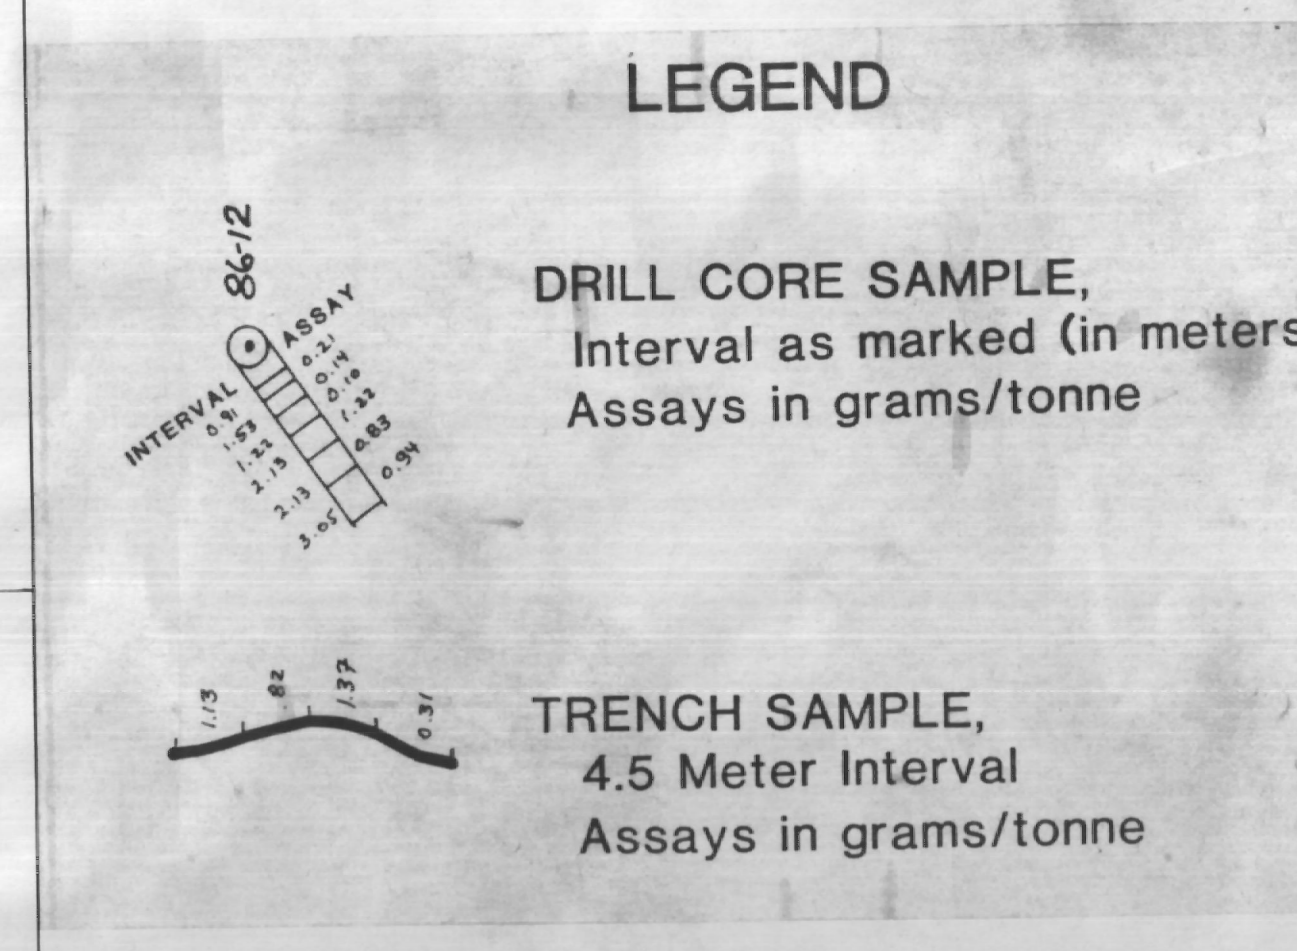 LEGEND
86-12
ASSAY
0.21
0.14
0.10
1.22
0.83
0.94
INTERVAL
0.91
1.53
1.22
2.13
2.13
3.05
DRILL CORE SAMPLE,
Interval as marked (in meters
Assays in grams/tonne
1.13
.82
1.37
0.31
TRENCH SAMPLE,
4.5 Meter Interval
Assays in grams/tonne